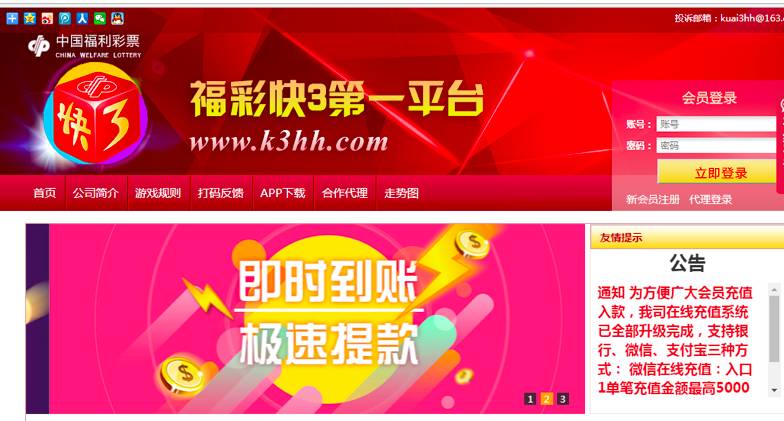 投诉邮箱：kuai3hh@163.
中国福利彩票
CHINA WELFARE LOTTERY
快3
福彩快3第一平台
www.k3hh.com
会员登录
账号： 账号
密码： 密码
立即登录
新会员注册 代理登录
首页 公司简介 游戏规则 打码反馈 APP下载 合作代理 走势图
即时到账
极速提款
1 2 3
友情提示
公告
通知 为方便广大会员充值
入款，我司在线充值系统
已全部升级完成，支持银
行、微信、支付宝三种方
式： 微信在线充值：入口
1单笔充值金额最高5000